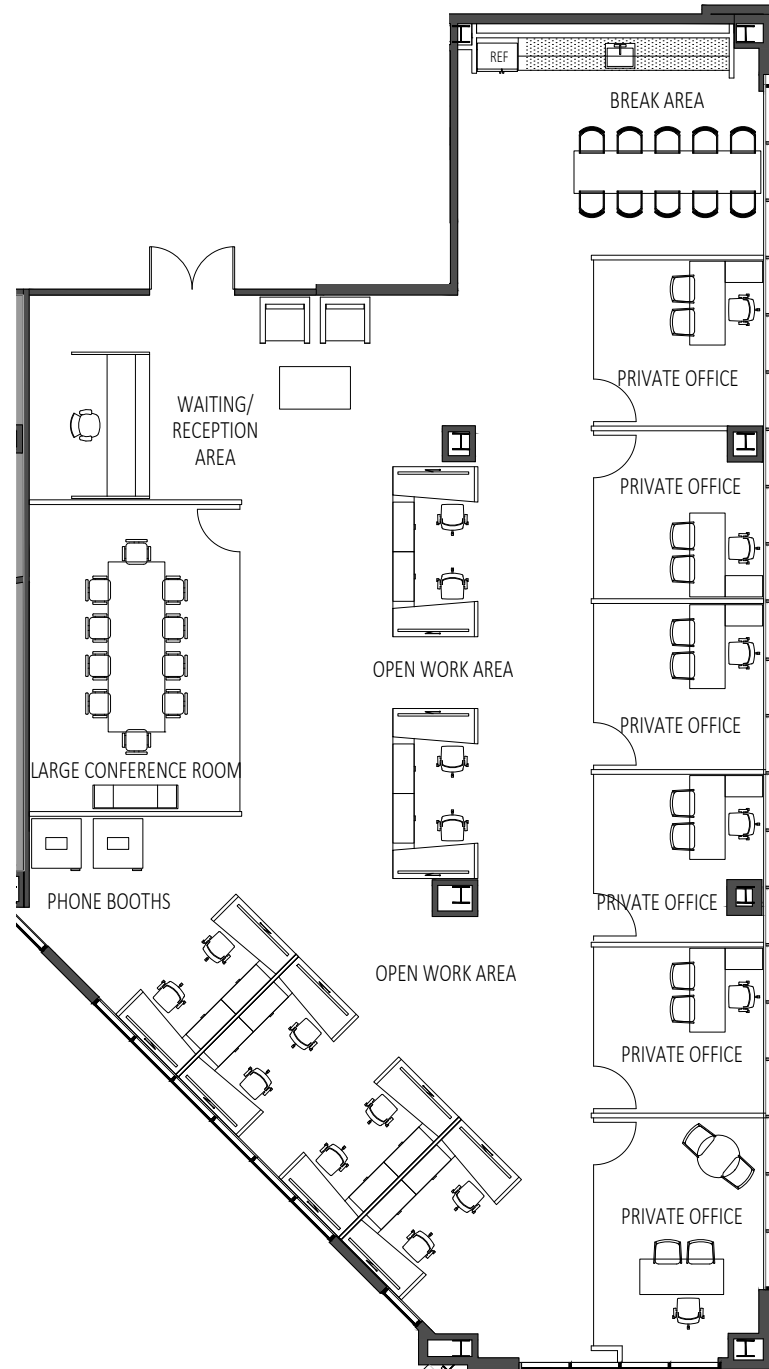 REF
BREAK AREA
PRIVATE OFFICE
WAITING/
RECEPTION
AREA
PRIVATE OFFICE
OPEN WORK AREA
PRIVATE OFFICE
LARGE CONFERENCE ROOM
PHONE BOOTHS
PRIVATE OFFICE
OPEN WORK AREA
PRIVATE OFFICE
PRIVATE OFFICE